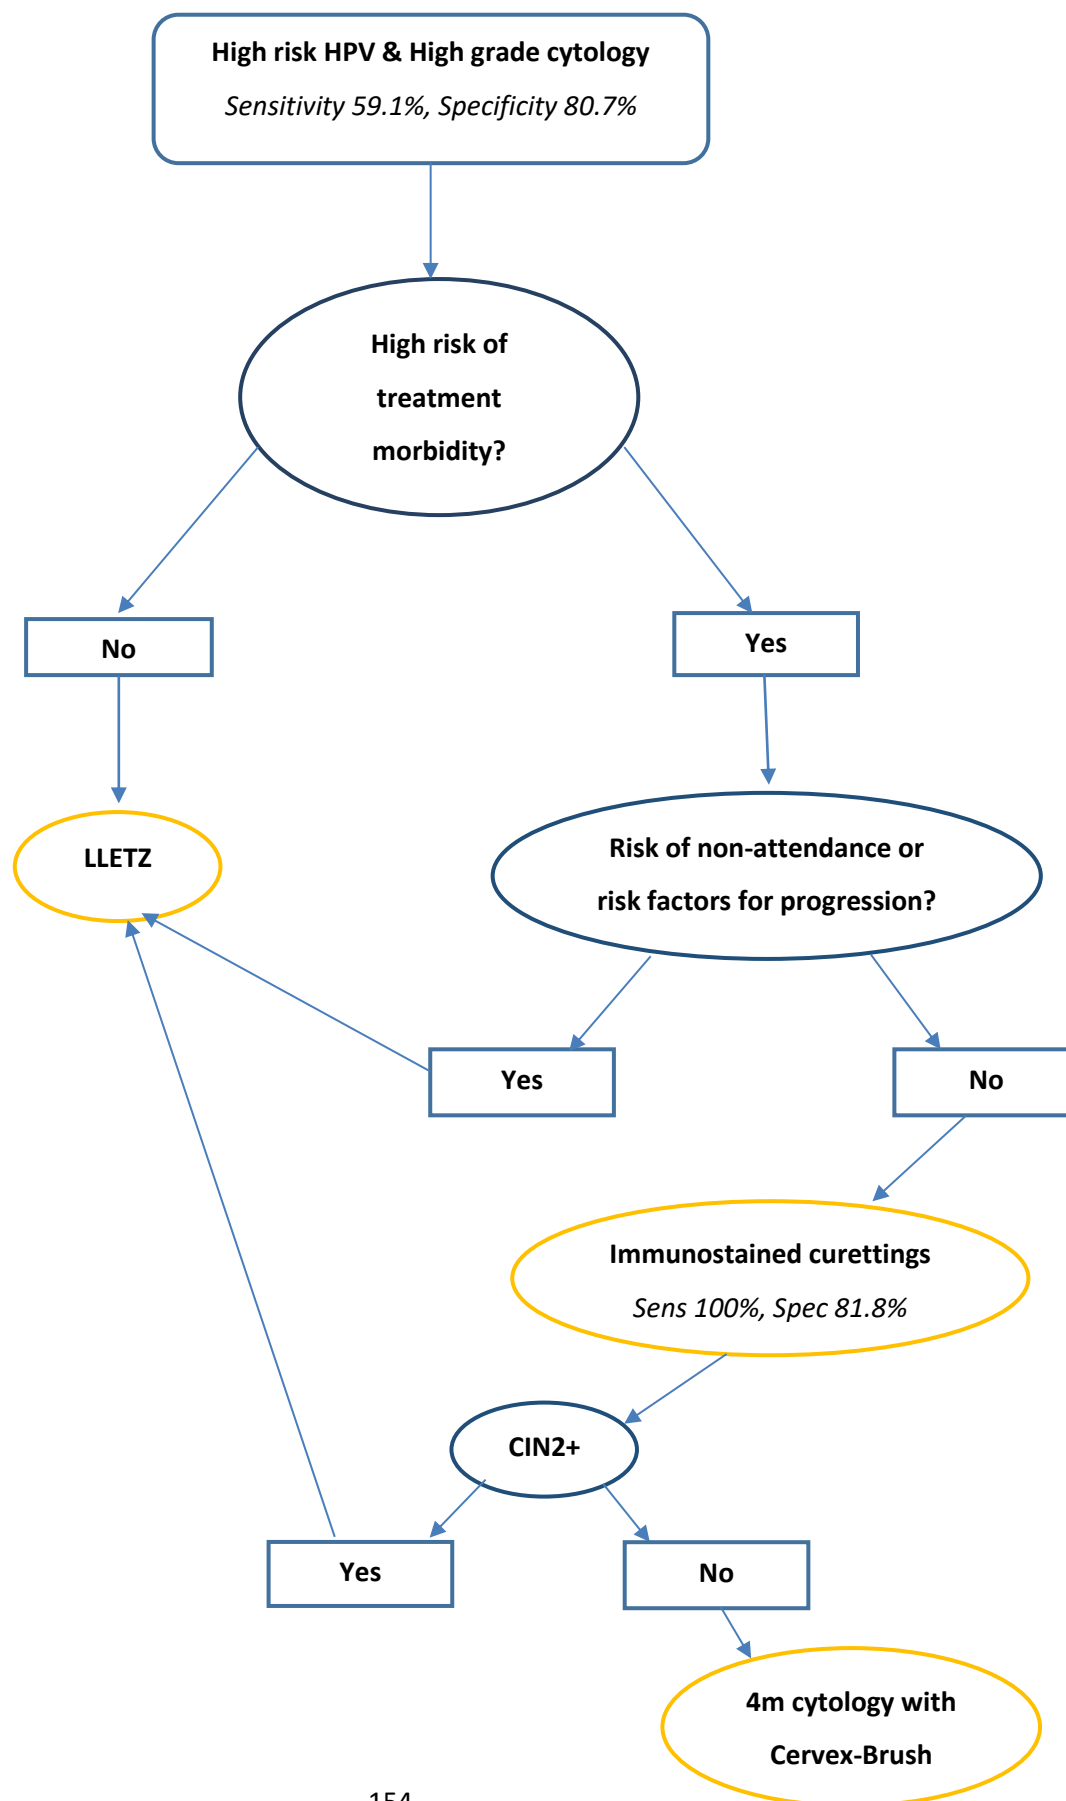 High risk HPV & High grade cytology
Sensitivity 59.1%, Specificity 80.7%
High risk of
treatment
morbidity?
No
Yes
LLETZ
Risk of non-attendance or
risk factors for progression?
Yes
No
Immunostained curettings
Sens 100%, Spec 81.8%
CIN2+
Yes
No
4m cytology with
Cervex-Brush
154